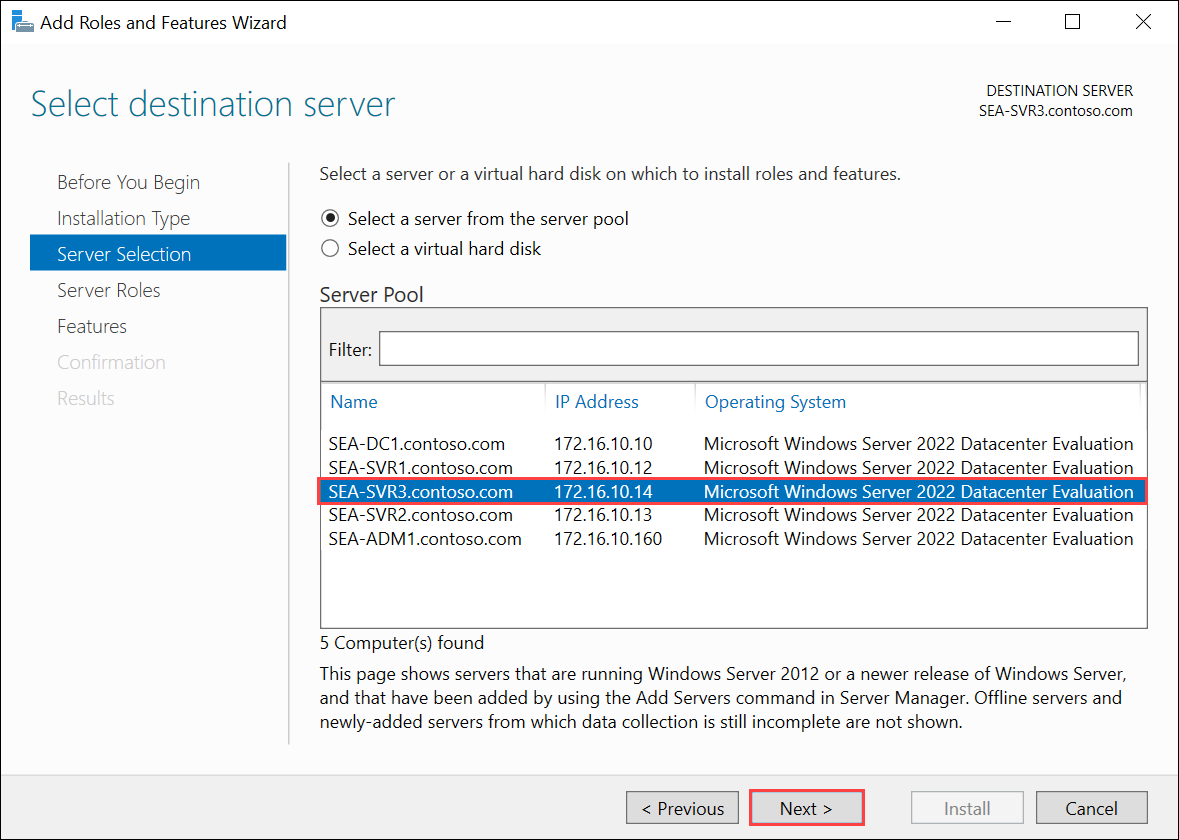 Add Roles and Features Wizard
Select destination server
DESTINATION SERVER
SEA-SVR3.contoso.com
Before You Begin
Installation Type
Server Selection
Server Roles
Features
Confirmation
Results
Select a server or a virtual hard disk on which to install roles and features.
Select a server from the server pool
Select a virtual hard disk
Server Pool
Filter:
Name IP Address Operating System
SEA-DC1.contoso.com 172.16.10.10 Microsoft Windows Server 2022 Datacenter Evaluation
SEA-SVR1.contoso.com 172.16.10.12 Microsoft Windows Server 2022 Datacenter Evaluation
SEA-SVR3.contoso.com 172.16.10.14 Microsoft Windows Server 2022 Datacenter Evaluation
SEA-SVR2.contoso.com 172.16.10.13 Microsoft Windows Server 2022 Datacenter Evaluation
SEA-ADM1.contoso.com 172.16.10.160 Microsoft Windows Server 2022 Datacenter Evaluation
5 Computer(s) found
This page shows servers that are running Windows Server 2012 or a newer release of Windows Server,
and that have been added by using the Add Servers command in Server Manager. Offline servers and
newly-added servers from which data collection is still incomplete are not shown.
< Previous Next > Install Cancel